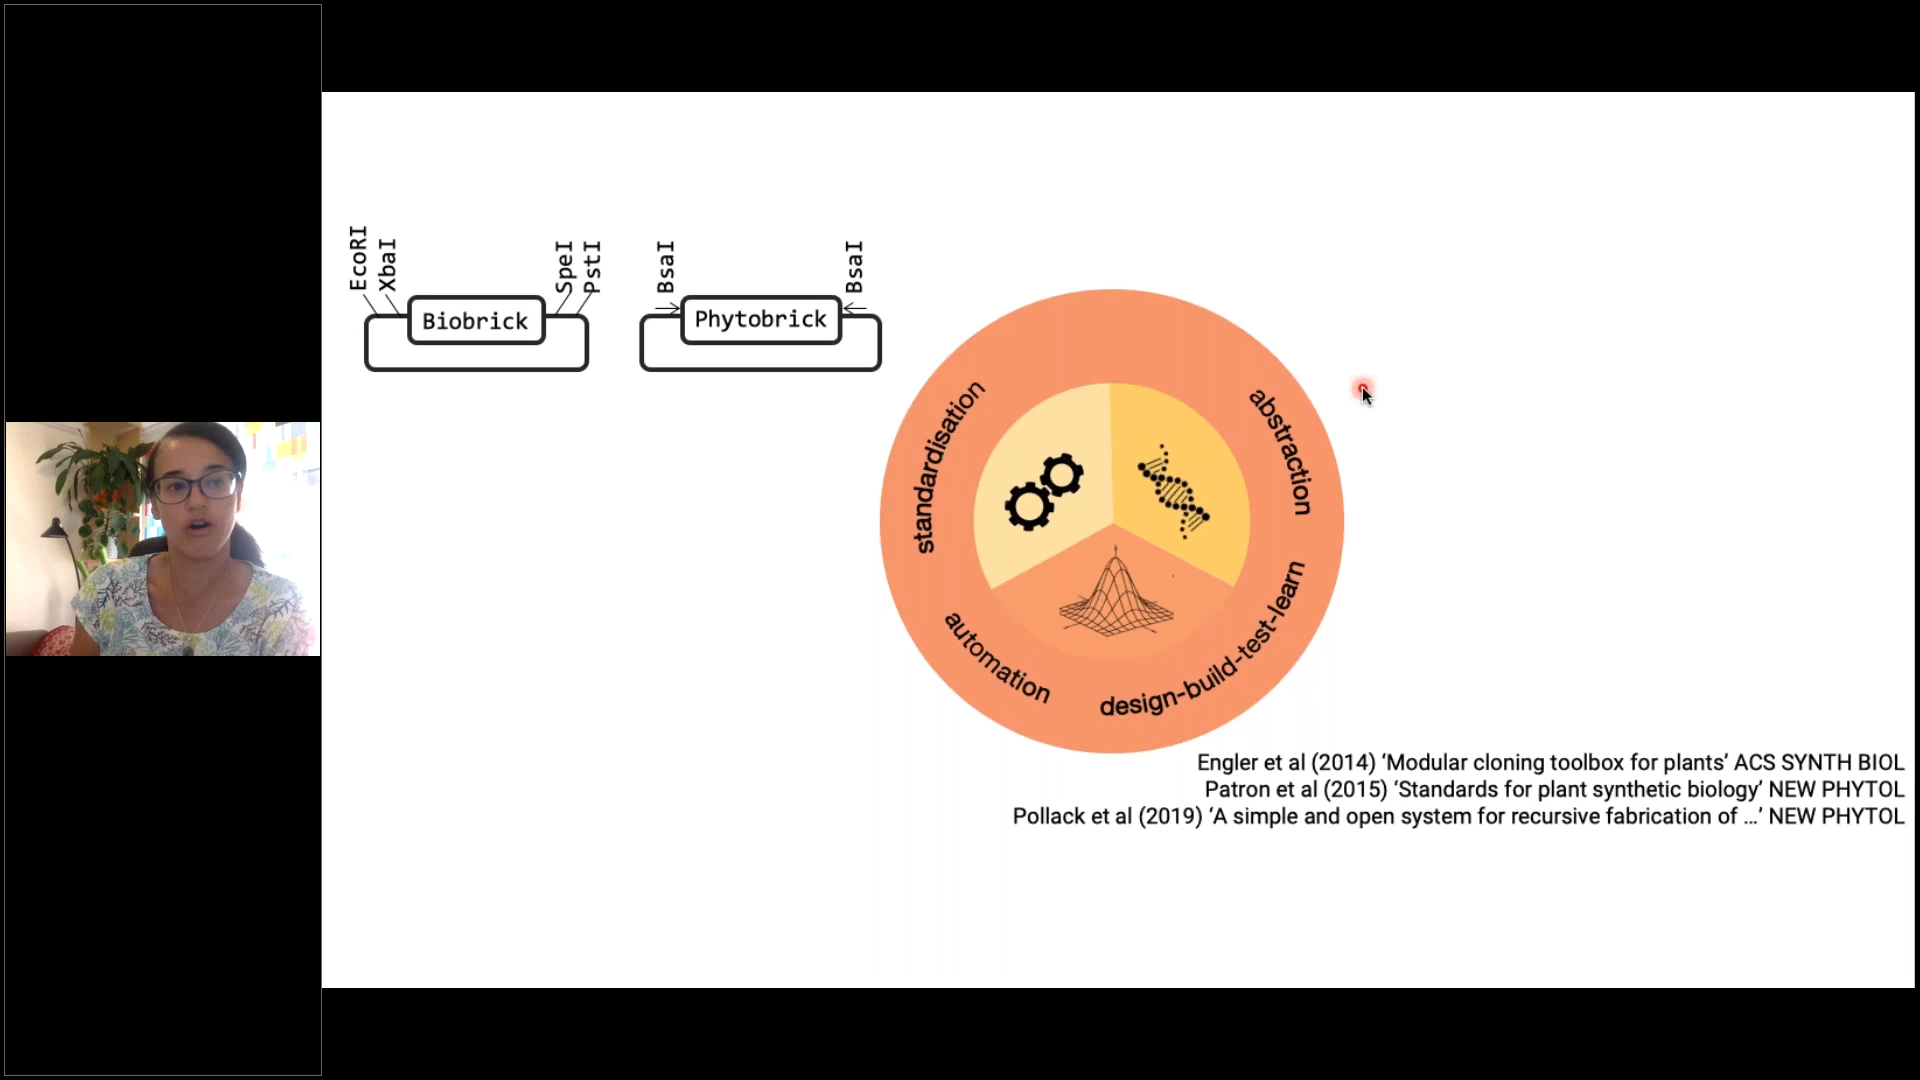 EcoRI
XbaI
SpeI
PstI
BsaI
BsaI
Biobrick
Phytobrick
standardisation
abstraction
automation
design-build-test-learn
Engler et al (2014) ‘Modular cloning toolbox for plants’ ACS SYNTH BIOL
Patron et al (2015) ‘Standards for plant synthetic biology’ NEW PHYTOL
Pollack et al (2019) ‘A simple and open system for recursive fabrication of ...’ NEW PHYTOL